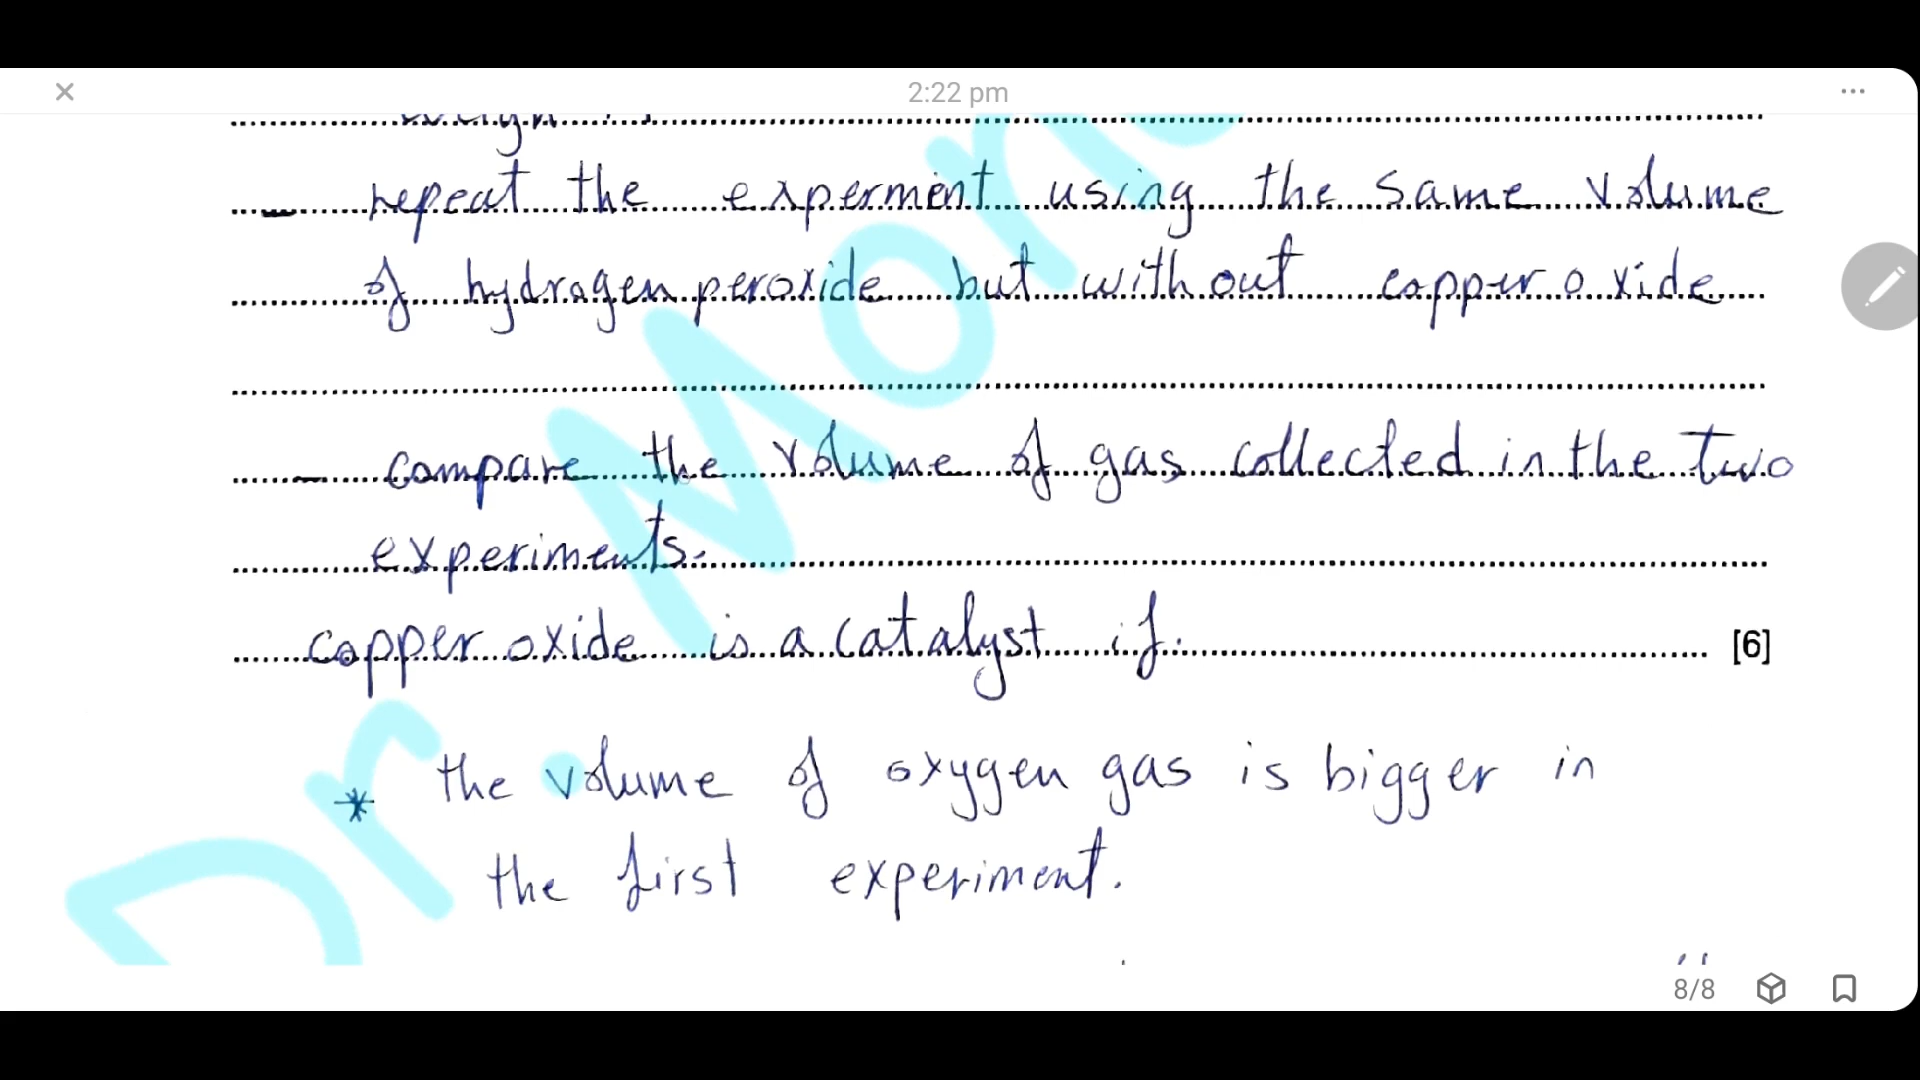 2:22 pm
- repeat the experment using the same volume
of hydrogen peroxide but without copper oxide
- compare the volume of gas collected in the two
experiments.
copper oxide is a catalyst if. [6]
* the volume of oxygen gas is bigger in
the first experiment.
Dr. Mon
8/8